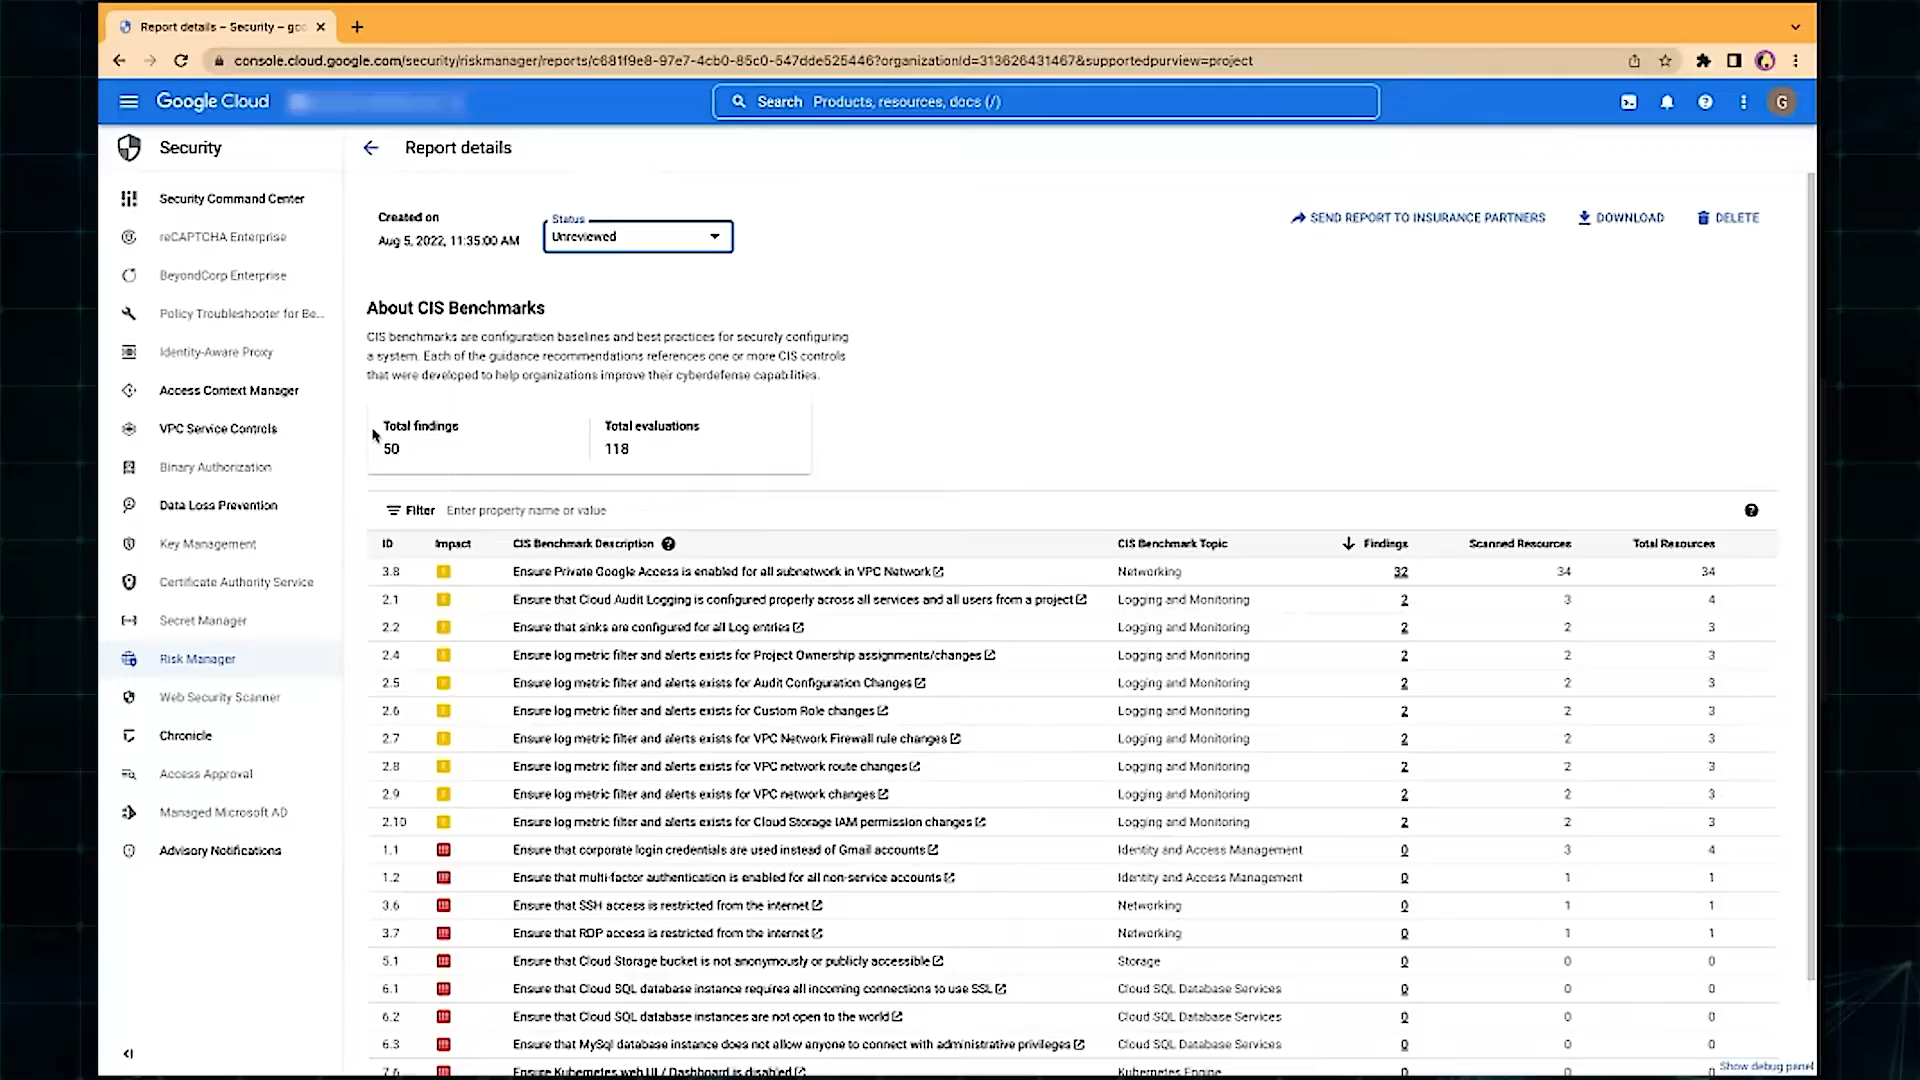 Report details – Security – goo
console.cloud.google.com/security/riskmanager/reports/c681f9e8-97e7-4cb0-85c0-547dde525446?organizationId=313626431467&supportedpurview=project
Google Cloud
Search Products, resources, docs (/)
G
Security
Security Command Center
reCAPTCHA Enterprise
BeyondCorp Enterprise
Policy Troubleshooter for Be...
Identity-Aware Proxy
Access Context Manager
VPC Service Controls
Binary Authorization
Data Loss Prevention
Key Management
Certificate Authority Service
Secret Manager
Risk Manager
Web Security Scanner
Chronicle
Access Approval
Managed Microsoft AD
Advisory Notifications
Report details
Created on
Aug 5, 2022, 11:35:00 AM
Status
Unreviewed
SEND REPORT TO INSURANCE PARTNERS
DOWNLOAD
DELETE
About CIS Benchmarks
CIS benchmarks are configuration baselines and best practices for securely configuring
a system. Each of the guidance recommendations references one or more CIS controls
that were developed to help organizations improve their cyberdefense capabilities.
Total findings
50
Total evaluations
118
Filter Enter property name or value
ID Impact CIS Benchmark Description CIS Benchmark Topic Findings Scanned Resources Total Resources
3.8 Ensure Private Google Access is enabled for all subnetwork in VPC Network Networking 32 34 34
2.1 Ensure that Cloud Audit Logging is configured properly across all services and all users from a project Logging and Monitoring 2 3 4
2.2 Ensure that sinks are configured for all Log entries Logging and Monitoring 2 2 3
2.4 Ensure log metric filter and alerts exists for Project Ownership assignments/changes Logging and Monitoring 2 2 3
2.5 Ensure log metric filter and alerts exists for Audit Configuration Changes Logging and Monitoring 2 2 3
2.6 Ensure log metric filter and alerts exists for Custom Role changes Logging and Monitoring 2 2 3
2.7 Ensure log metric filter and alerts exists for VPC Network Firewall rule changes Logging and Monitoring 2 2 3
2.8 Ensure log metric filter and alerts exists for VPC network route changes Logging and Monitoring 2 2 3
2.9 Ensure log metric filter and alerts exists for VPC network changes Logging and Monitoring 2 2 3
2.10 Ensure log metric filter and alerts exists for Cloud Storage IAM permission changes Logging and Monitoring 2 2 3
1.1 Ensure that corporate login credentials are used instead of Gmail accounts Identity and Access Management 0 3 4
1.2 Ensure that multi-factor authentication is enabled for all non-service accounts Identity and Access Management 0 1 1
3.6 Ensure that SSH access is restricted from the internet Networking 0 1 1
3.7 Ensure that RDP access is restricted from the internet Networking 0 1 1
5.1 Ensure that Cloud Storage bucket is not anonymously or publicly accessible Storage 0 0 0
6.1 Ensure that Cloud SQL database instance requires all incoming connections to use SSL Cloud SQL Database Services 0 0 0
6.2 Ensure that Cloud SQL database instances are not open to the world Cloud SQL Database Services 0 0 0
6.3 Ensure that MySql database instance does not allow anyone to connect with administrative privileges Cloud SQL Database Services 0 0 0
7.6 Ensure Kubernetes web UI / Dashboard is disabled Kubernetes Engine 0 0 0
Show debug panel